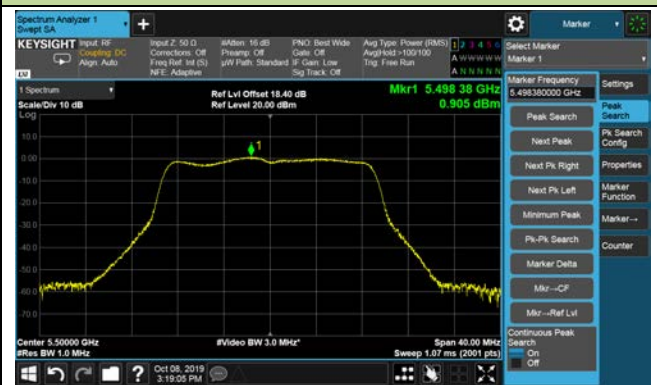 Spectrum Analyzer 1
Swept SA
Marker
KEYSIGHT
Input: RF
Coupling: DC
Align: Auto
Input Z: 50 Ω
Corrections: Off
Freq Ref: Int (S)
NFE: Adaptive
#Atten: 16 dB
Preamp: Off
µW Path: Standard
PNO: Best Wide
Gate: Off
IF Gain: Low
Sig Track: Off
Avg Type: Power (RMS)
Avg|Hold:>100/100
Trig: Free Run
1 2 3 4 5 6
A W W W W W
A N N N N N
LXI
Select Marker
Marker 1
1 Spectrum
Scale/Div 10 dB
Log
Ref Lvl Offset 18.40 dB
Ref Level 20.00 dBm
Mkr1 5.498 38 GHz
0.905 dBm
10.0
0.00
-10.0
-20.0
-30.0
-40.0
-50.0
-60.0
-70.0
1
Center 5.50000 GHz
#Res BW 1.0 MHz
#Video BW 3.0 MHz*
Span 40.00 MHz
Sweep 1.07 ms (2001 pts)
Marker Frequency
5.498380000 GHz
Peak Search
Next Peak
Next Pk Right
Next Pk Left
Minimum Peak
Pk-Pk Search
Marker Delta
Mkr→CF
Mkr→Ref Lvl
Continuous Peak
Search
On
Off
Settings
Peak
Search
Pk Search
Config
Properties
Marker
Function
Marker→
Counter
?
Oct 08, 2019
3:19:05 PM